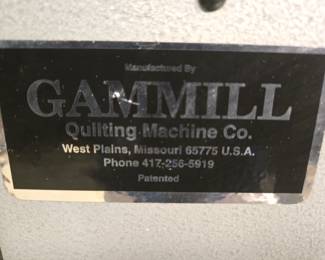 Manufactured By
GAMMILL
Quilting Machine Co.
West Plains, Missouri 65775 U.S.A.
Phone 417-256-5919
Patented